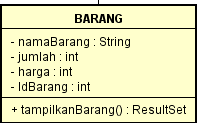 BARANG
- namaBarang : String
- jumlah : int
- harga : int
- IdBarang : int
+ tampilkanBarang() : ResultSet